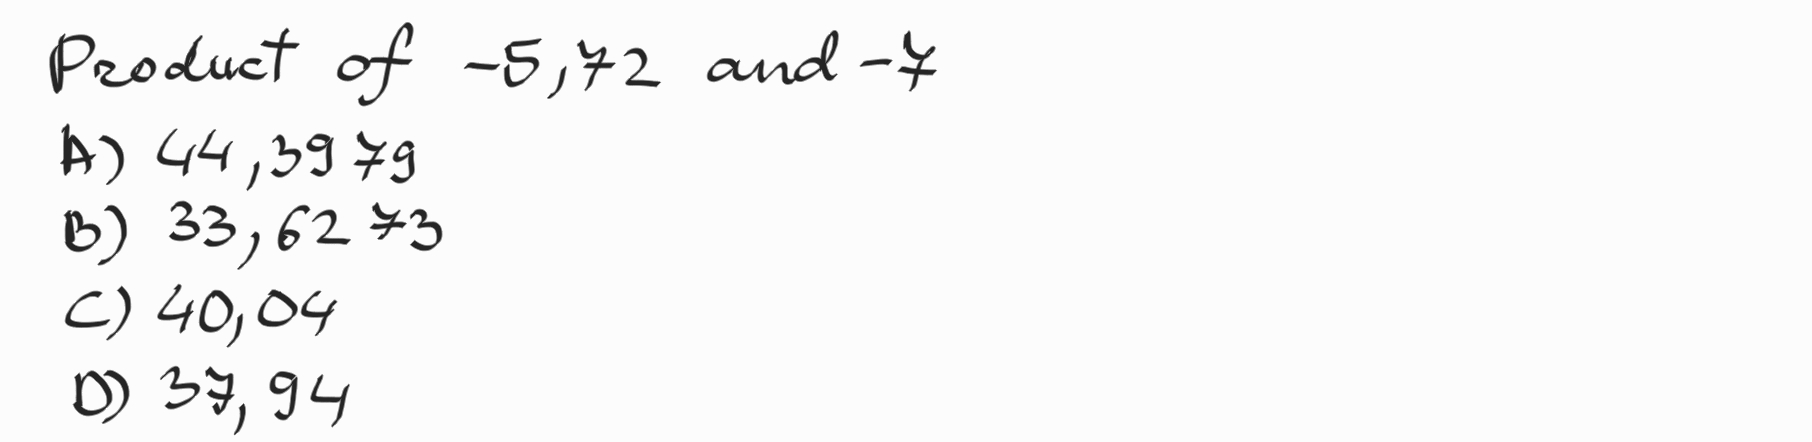 Product of -5,72 and -7
A) 44,3979
B) 33,6273
C) 40,04
D) 37,94